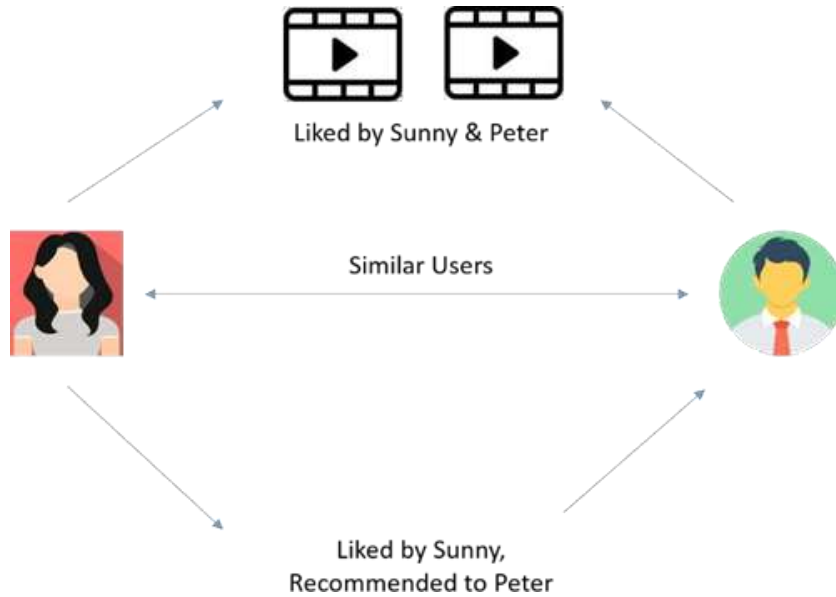 Liked by Sunny & Peter
Similar Users
Liked by Sunny,
Recommended to Peter